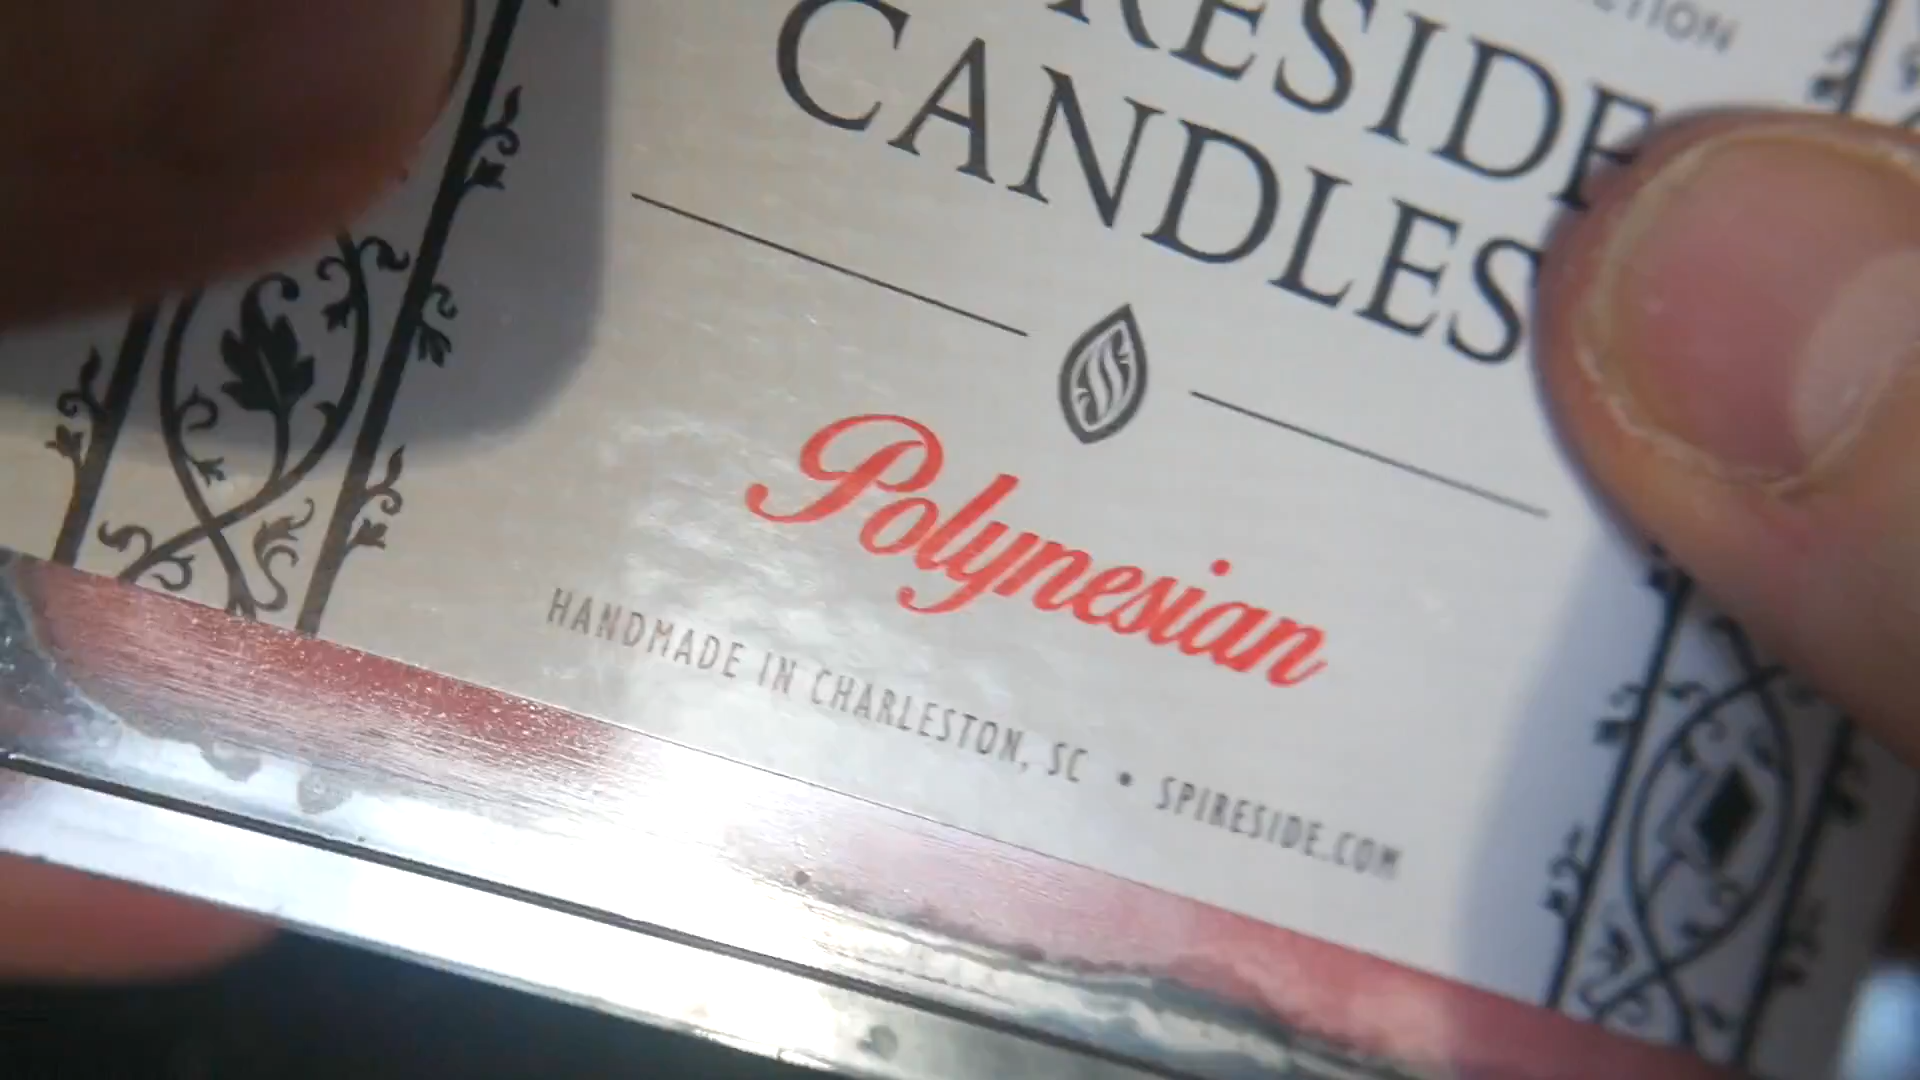 CANDLES
Polynesian
HANDMADE IN CHARLESTON, SC • SPIRESIDE.COM